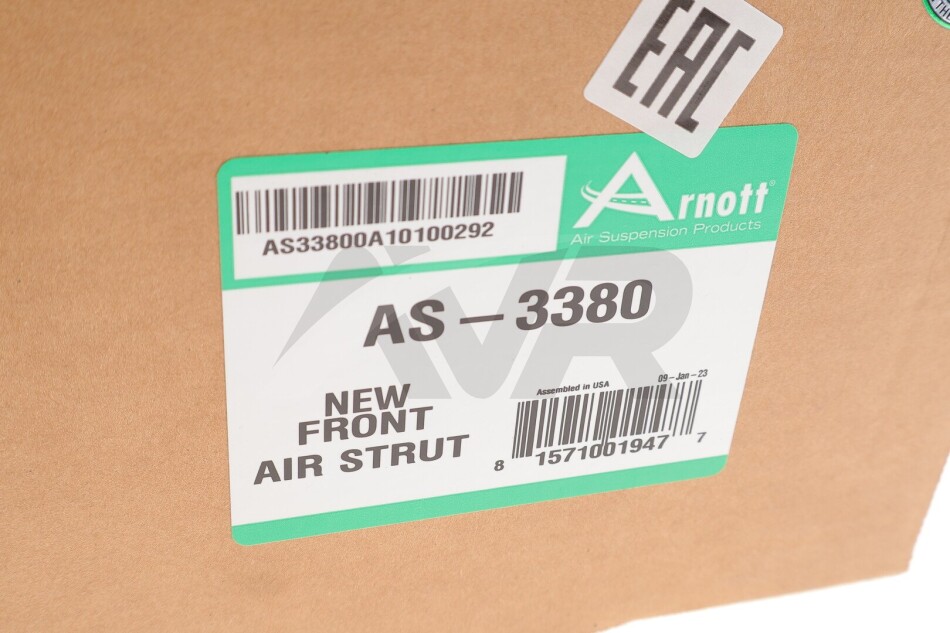 EAC
Arnott®
Air Suspension Products
AS33800A10100292
AS – 3380
NEW
FRONT
AIR STRUT
09–Jan–23
Assembled in USA
8 1571001947 7